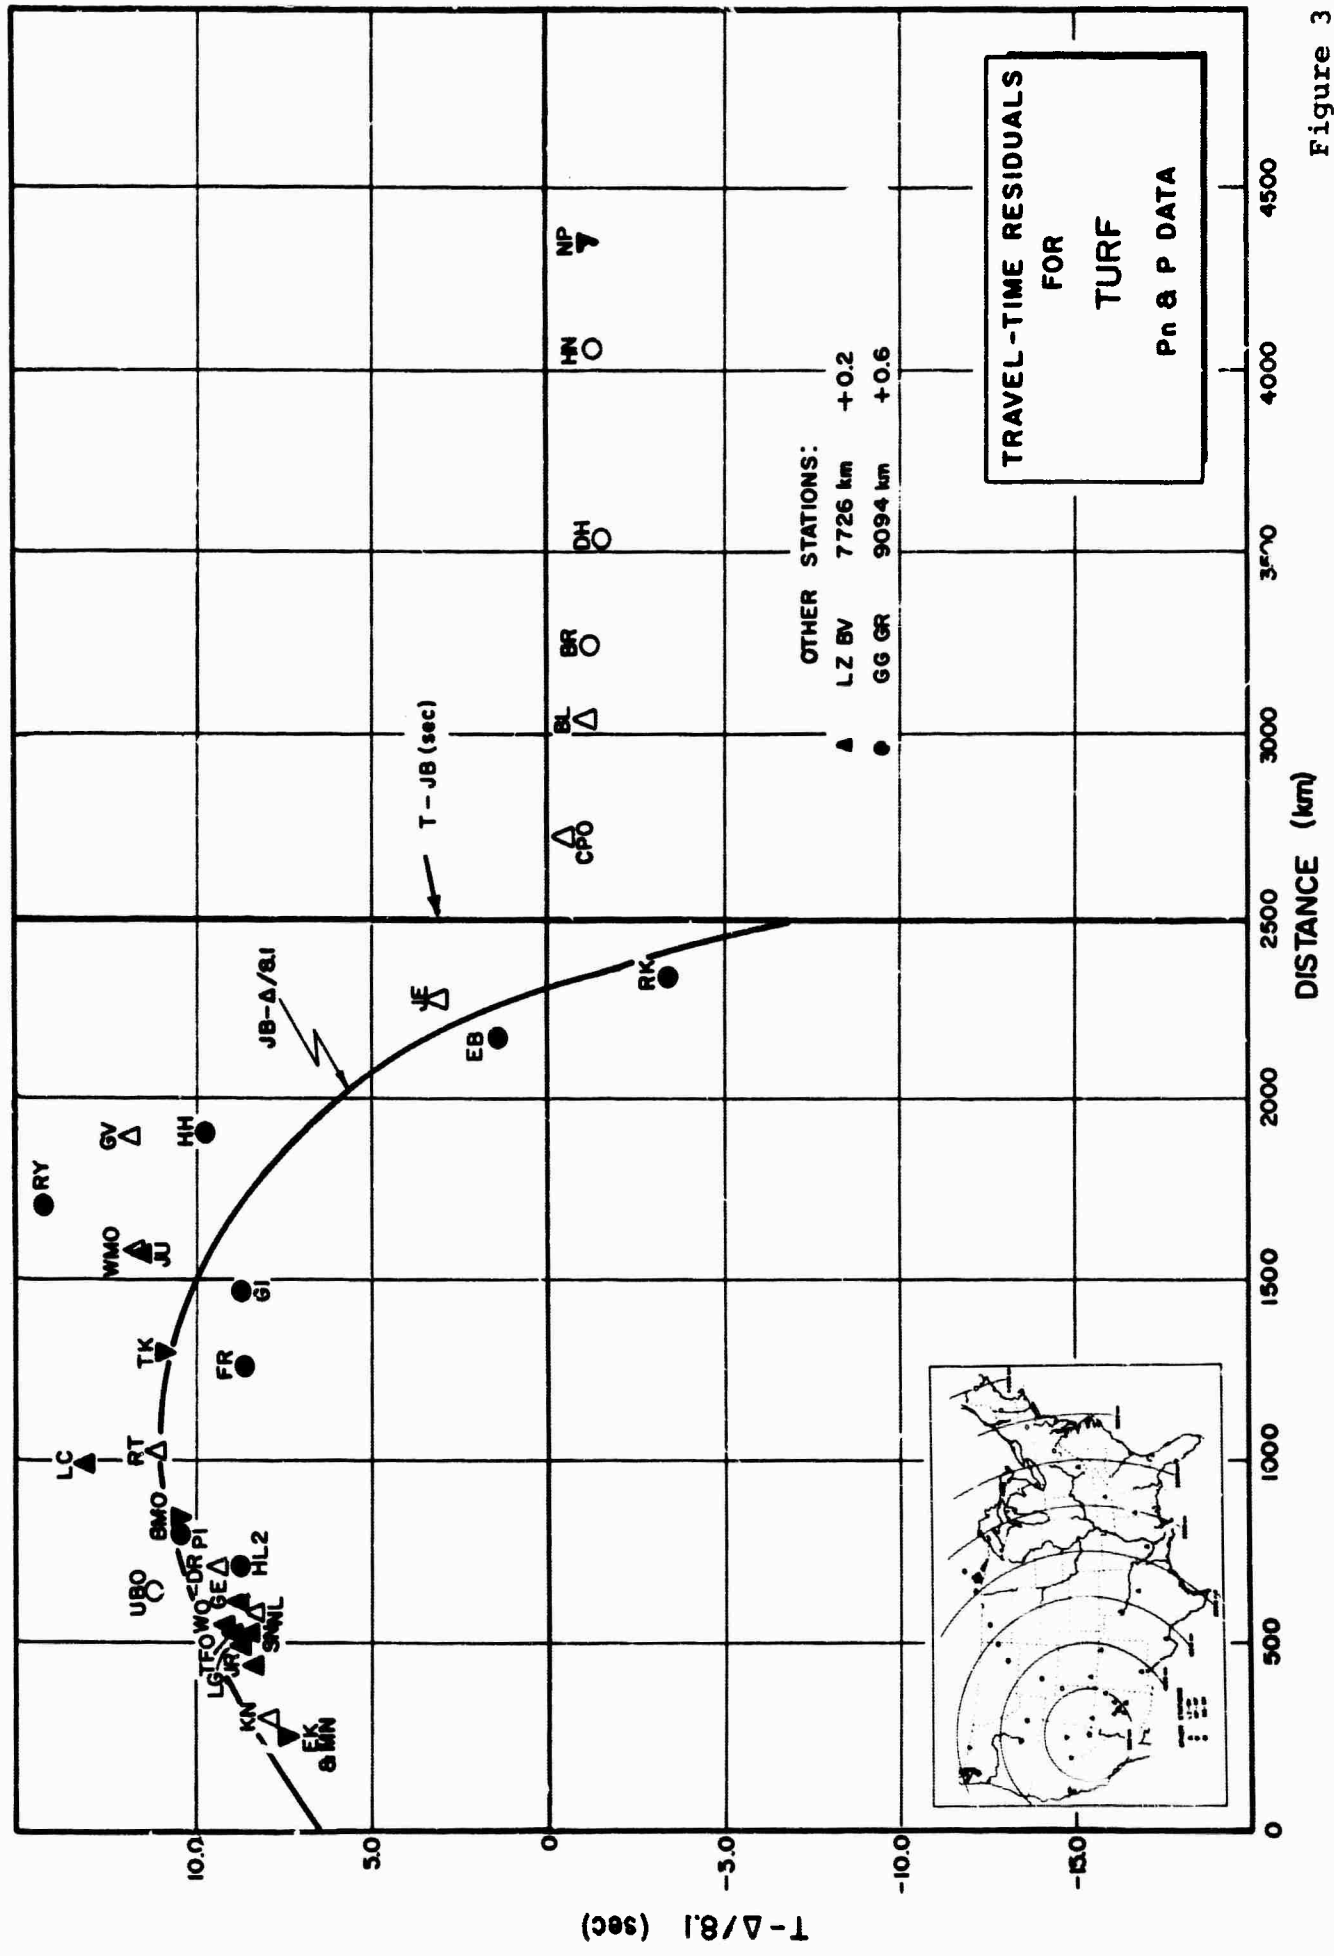 Figure 3
RY
GV
WMO
JU
HH
LC
TK
RT
JB-Δ/8.1
UBO
BMO
PI
<DR
GE
HL2
FR
GI
WO
TFO
LG
JR
SN
NL
KN
EK
& MN
JE
EB
RK
T-JB (sec)
CPO
BL
BR
DH
HN
NP
OTHER STATIONS:
LZ BV 7726 km +0.2
GG GR 9094 km +0.6
TRAVEL-TIME RESIDUALS
FOR
TURF
Pn & P DATA
10.0
5.0
0
-5.0
-10.0
-15.0
T-Δ/8.1 (sec)
0 500 1000 1500 2000 2500 3000 4000 4500
DISTANCE (km)